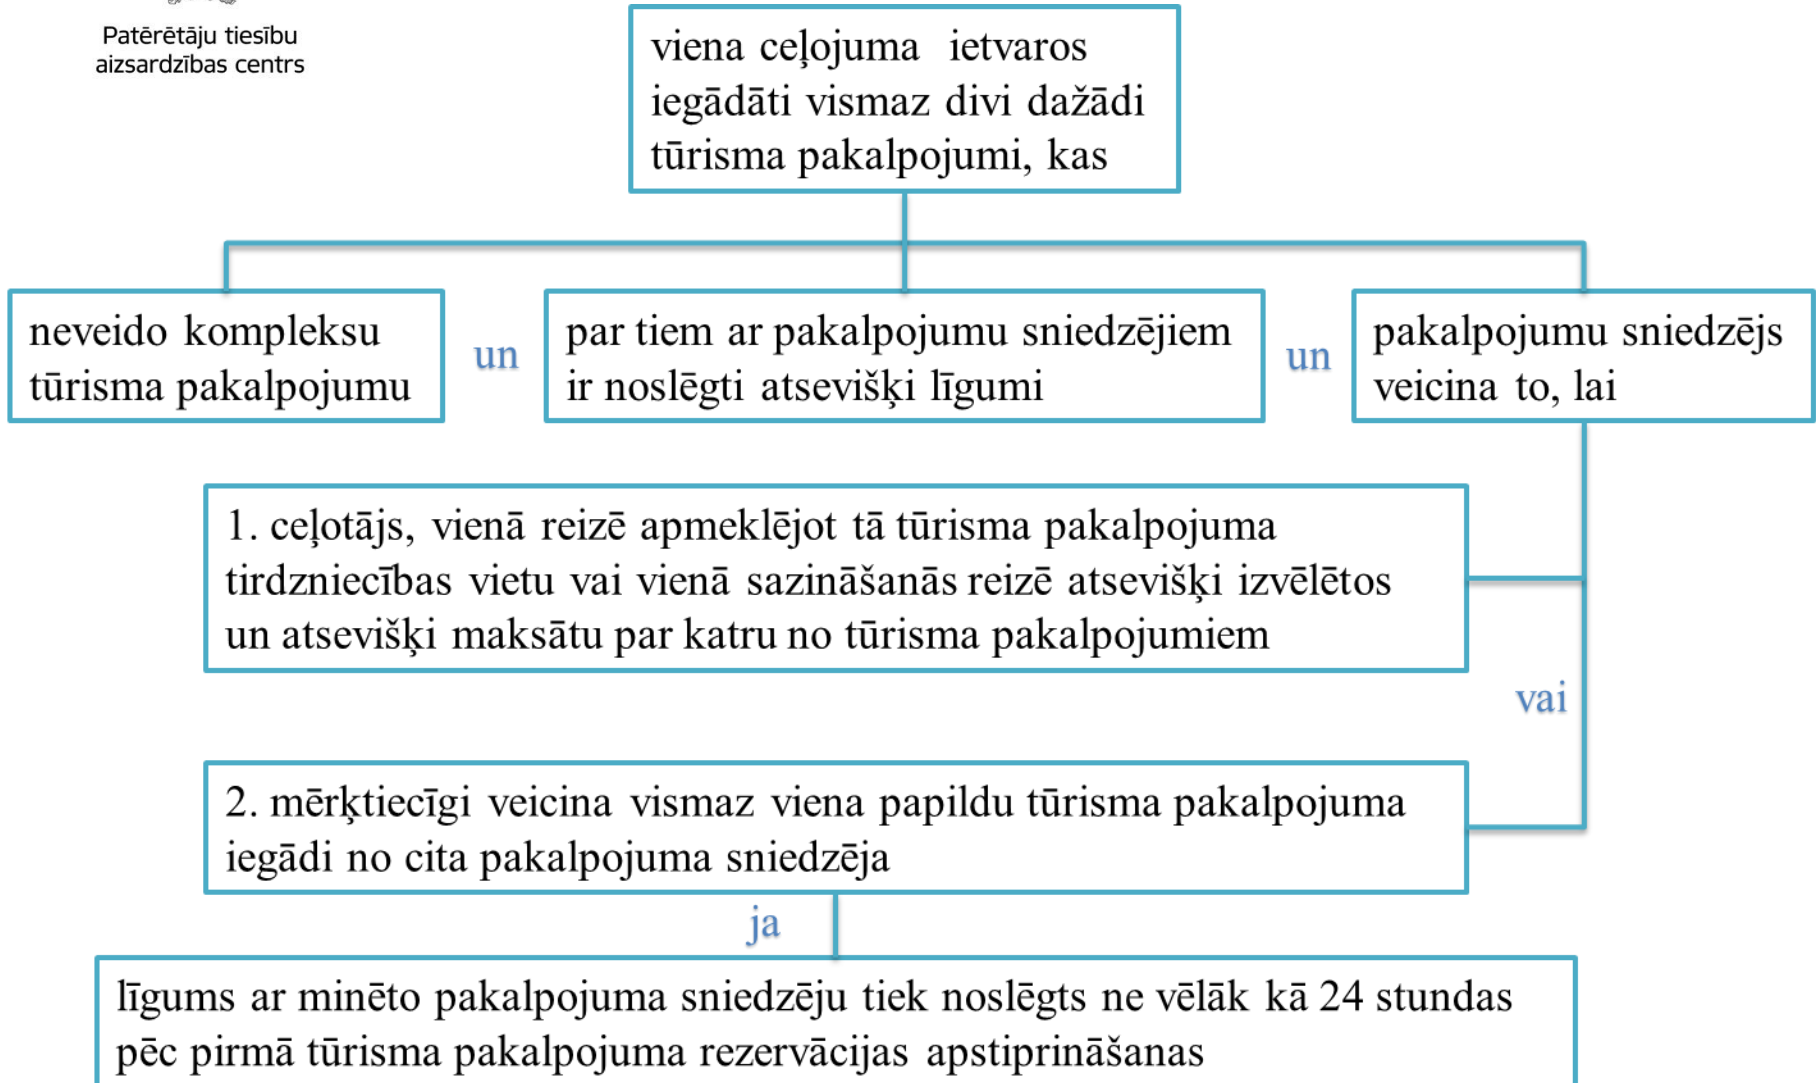 Patērētāju tiesību
aizsardzības centrs
viena ceļojuma ietvaros
iegādāti vismaz divi dažādi
tūrisma pakalpojumi, kas
neveido kompleksu
tūrisma pakalpojumu
un
par tiem ar pakalpojumu sniedzējiem
ir noslēgti atsevišķi līgumi
un
pakalpojumu sniedzējs
veicina to, lai
1. ceļotājs, vienā reizē apmeklējot tā tūrisma pakalpojuma
tirdzniecības vietu vai vienā sazināšanās reizē atsevišķi izvēlētos
un atsevišķi maksātu par katru no tūrisma pakalpojumiem
vai
2. mērķtiecīgi veicina vismaz viena papildu tūrisma pakalpojuma
iegādi no cita pakalpojuma sniedzēja
ja
līgums ar minēto pakalpojuma sniedzēju tiek noslēgts ne vēlāk kā 24 stundas
pēc pirmā tūrisma pakalpojuma rezervācijas apstiprināšanas